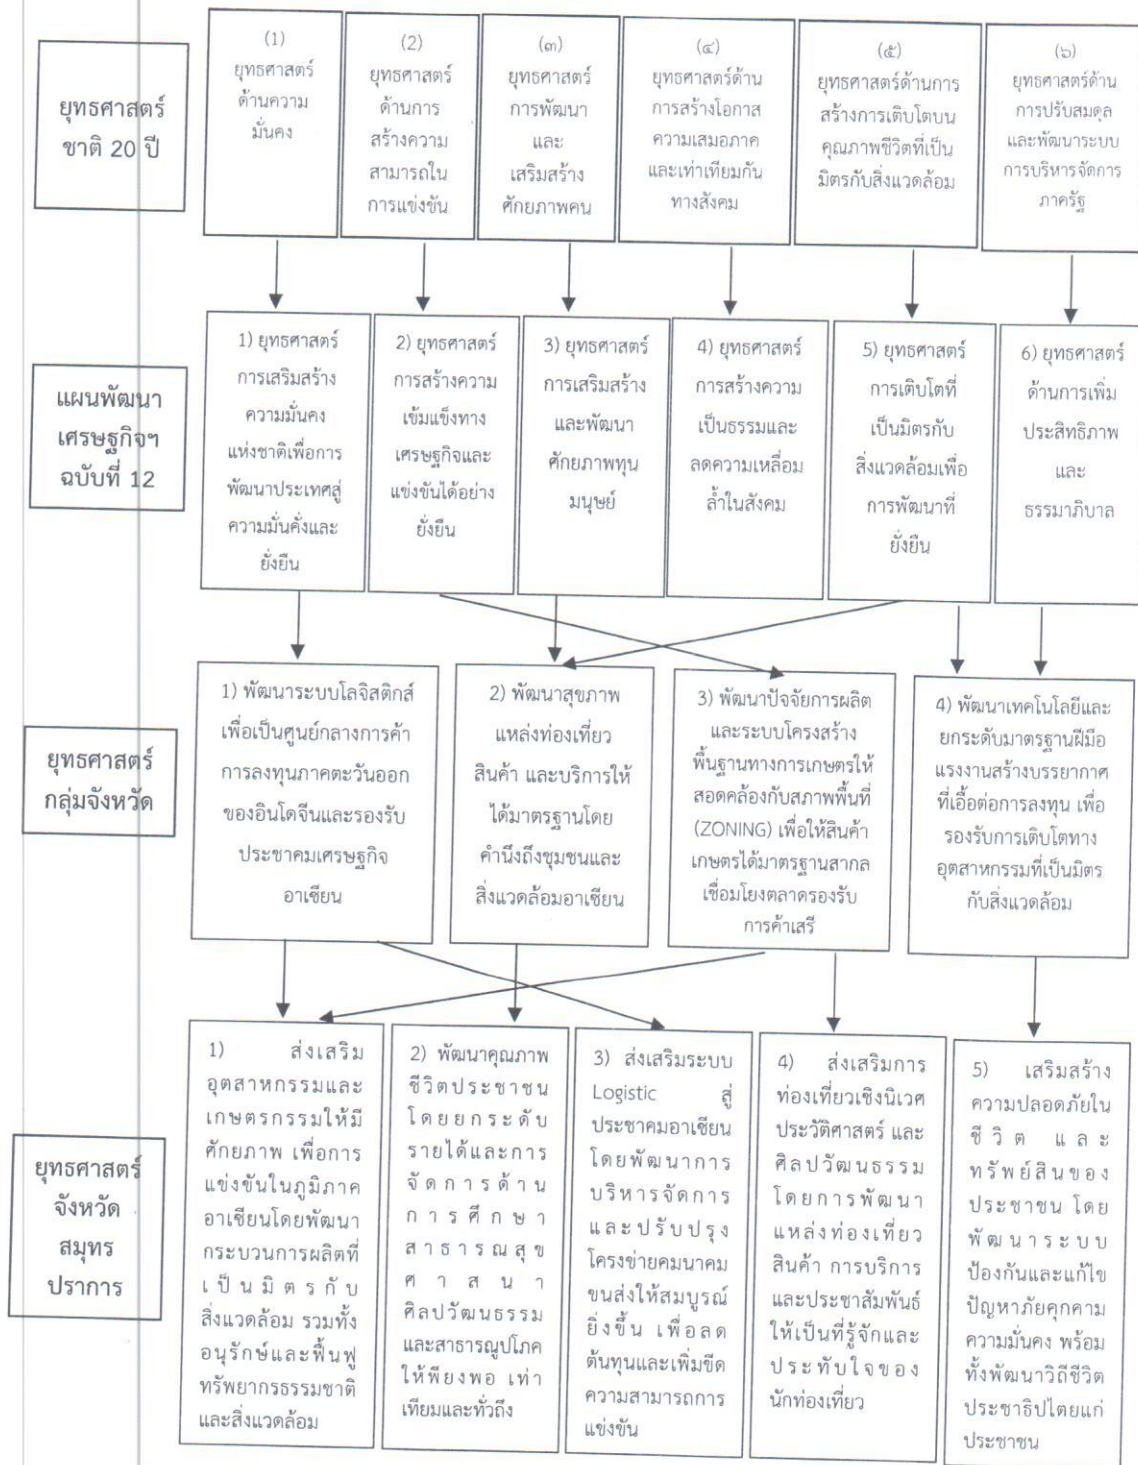 ยุทธศาสตร์
ชาติ 20 ปี
(1)
ยุทธศาสตร์
ด้านความ
มั่นคง
(2)
ยุทธศาสตร์
ด้านการ
สร้างความ
สามารถใน
การแข่งขัน
(๓)
ยุทธศาสตร์
การพัฒนา
และ
เสริมสร้าง
ศักยภาพคน
(๔)
ยุทธศาสตร์ด้าน
การสร้างโอกาส
ความเสมอภาค
และเท่าเทียมกัน
ทางสังคม
(๕)
ยุทธศาสตร์ด้านการ
สร้างการเติบโตบน
คุณภาพชีวิตที่เป็น
มิตรกับสิ่งแวดล้อม
(๖)
ยุทธศาสตร์ด้าน
การปรับสมดุล
และพัฒนาระบบ
การบริหารจัดการ
ภาครัฐ
แผนพัฒนา
เศรษฐกิจฯ
ฉบับที่ 12
1) ยุทธศาสตร์
การเสริมสร้าง
ความมั่นคง
แห่งชาติเพื่อการ
พัฒนาประเทศสู่
ความมั่นคั่งและ
ยั่งยืน
2) ยุทธศาสตร์
การสร้างความ
เข้มแข็งทาง
เศรษฐกิจและ
แข่งขันได้อย่าง
ยั่งยืน
3) ยุทธศาสตร์
การเสริมสร้าง
และพัฒนา
ศักยภาพทุน
มนุษย์
4) ยุทธศาสตร์
การสร้างความ
เป็นธรรมและ
ลดความเหลื่อม
ล้ำในสังคม
5) ยุทธศาสตร์
การเติบโตที่
เป็นมิตรกับ
สิ่งแวดล้อมเพื่อ
การพัฒนาที่
ยั่งยืน
6) ยุทธศาสตร์
ด้านการเพิ่ม
ประสิทธิภาพ
และ
ธรรมาภิบาล
ยุทธศาสตร์
กลุ่มจังหวัด
1) พัฒนาระบบโลจิสติกส์
เพื่อเป็นศูนย์กลางการค้า
การลงทุนภาคตะวันออก
ของอินโดจีนและรองรับ
ประชาคมเศรษฐกิจ
อาเซียน
2) พัฒนาสุขภาพ
แหล่งท่องเที่ยว
สินค้า และบริการให้
ได้มาตรฐานโดย
คำนึงถึงชุมชนและ
สิ่งแวดล้อมอาเซียน
3) พัฒนาปัจจัยการผลิต
และระบบโครงสร้าง
พื้นฐานทางการเกษตรให้
สอดคล้องกับสภาพพื้นที่
(ZONING) เพื่อให้สินค้า
เกษตรได้มาตรฐานสากล
เชื่อมโยงตลาดรองรับ
การค้าเสรี
4) พัฒนาเทคโนโลยีและ
ยกระดับมาตรฐานฝีมือ
แรงงานสร้างบรรยากาศ
ที่เอื้อต่อการลงทุน เพื่อ
รองรับการเติบโตทาง
อุตสาหกรรมที่เป็นมิตร
กับสิ่งแวดล้อม
ยุทธศาสตร์
จังหวัด
สมุทร
ปราการ
1) ส่งเสริม
อุตสาหกรรมและ
เกษตรกรรมให้มี
ศักยภาพ เพื่อการ
แข่งขันในภูมิภาค
อาเซียนโดยพัฒนา
กระบวนการผลิตที่
เป็นมิตรกับ
สิ่งแวดล้อม รวมทั้ง
อนุรักษ์และฟื้นฟู
ทรัพยากรธรรมชาติ
และสิ่งแวดล้อม
2) พัฒนาคุณภาพ
ชีวิตประชาชน
โดยยกระดับ
รายได้และการ
จัดการด้าน
การศึกษา
สาธารณสุข
ศาสนา
ศิลปวัฒนธรรม
และสาธารณูปโภค
ให้พียงพอ เท่า
เทียมและทั่วถึง
3) ส่งเสริมระบบ
Logistic สู่
ประชาคมอาเซียน
โดยพัฒนาการ
บริหารจัดการ
และปรับปรุง
โครงข่ายคมนาคม
ขนส่งให้สมบูรณ์
ยิ่งขึ้น เพื่อลด
ต้นทุนและเพิ่มขีด
ความสามารถการ
แข่งขัน
4) ส่งเสริมการ
ท่องเที่ยวเชิงนิเวศ
ประวัติศาสตร์ และ
ศิลปวัฒนธรรม
โดยการพัฒนา
แหล่งท่องเที่ยว
สินค้า การบริการ
และประชาสัมพันธ์
ให้เป็นที่รู้จักและ
ประทับใจของ
นักท่องเที่ยว
5) เสริมสร้าง
ความปลอดภัยใน
ชีวิต และ
ทรัพย์สินของ
ประชาชน โดย
พัฒนาระบบ
ป้องกันและแก้ไข
ปัญหาภัยคุกคาม
ความมั่นคง พร้อม
ทั้งพัฒนาวิถีชีวิต
ประชาธิปไตยแก่
ประชาชน